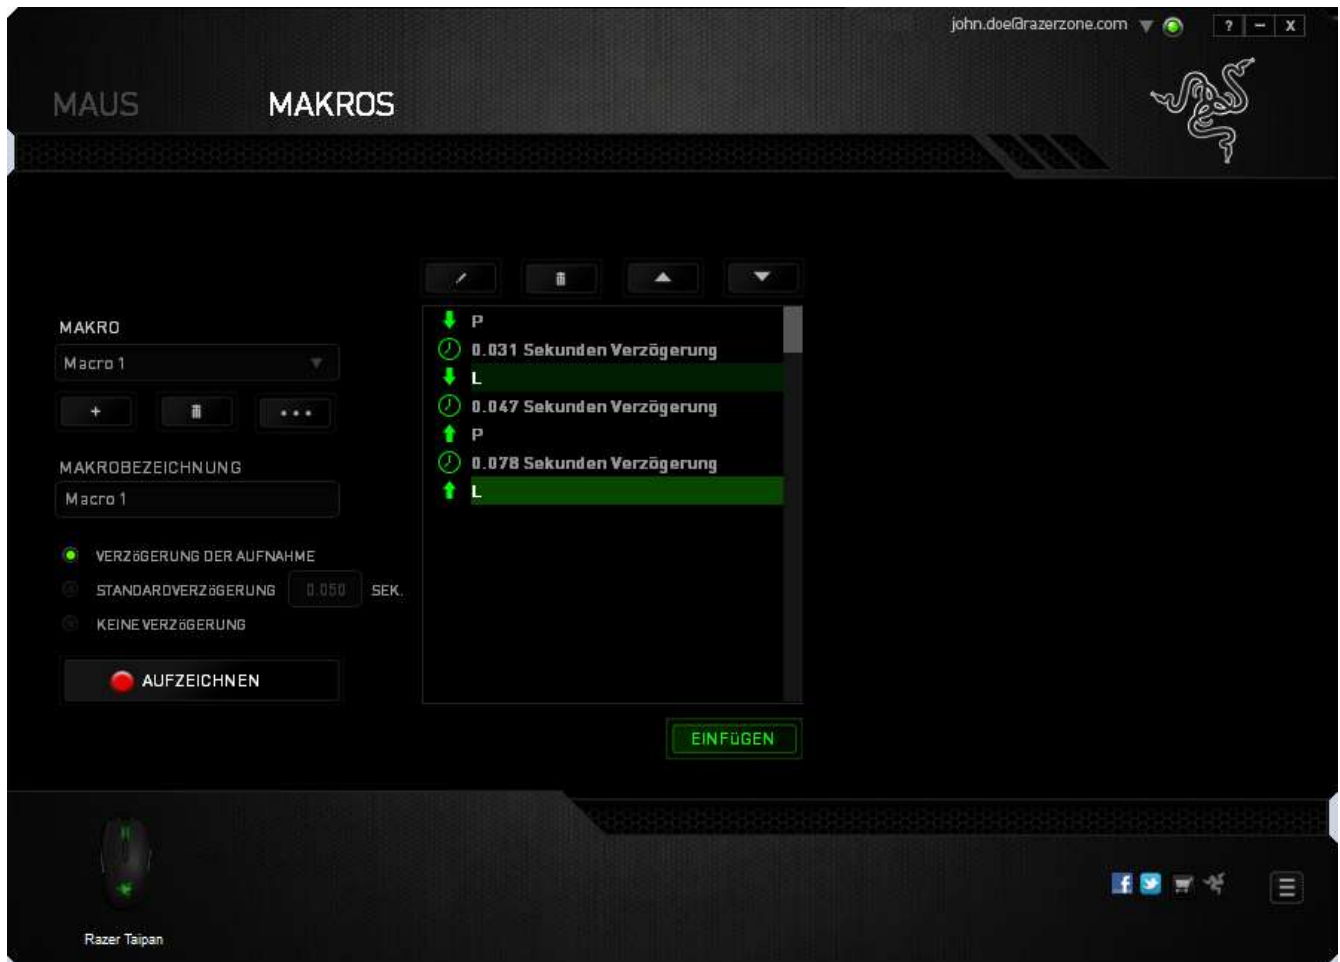 john.doe@razerzone.com
? – X
MAUS MAKROS
MAKRO
Macro 1
+
MAKROBEZEICHNUNG
Macro 1
VERZöGERUNG DER AUFNAHME
STANDARDVERZöGERUNG 0.050 SEK.
KEINE VERZöGERUNG
AUFZEICHNEN
P
0.031 Sekunden Verzögerung
L
0.047 Sekunden Verzögerung
P
0.078 Sekunden Verzögerung
L
EINFüGEN
Razer Taipan